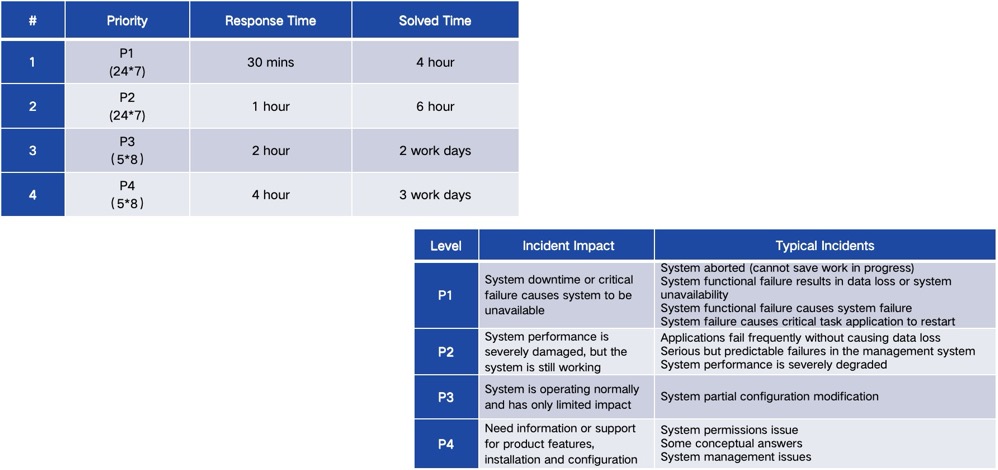 # Priority Response Time Solved Time
1 P1 (24*7) 30 mins 4 hour
2 P2 (24*7) 1 hour 6 hour
3 P3 (5*8) 2 hour 2 work days
4 P4 (5*8) 4 hour 3 work days
Level Incident Impact Typical Incidents
P1
System downtime or critical
failure causes system to be
unavailable
System aborted (cannot save work in progress)
System functional failure results in data loss or system
unavailability
System functional failure causes system failure
System failure causes critical task application to restart
P2
System performance is
severely damaged, but the
system is still working
Applications fail frequently without causing data loss
Serious but predictable failures in the management system
System performance is severely degraded
P3
System is operating normally
and has only limited impact
System partial configuration modification
P4
Need information or support
for product features,
installation and configuration
System permissions issue
Some conceptual answers
System management issues